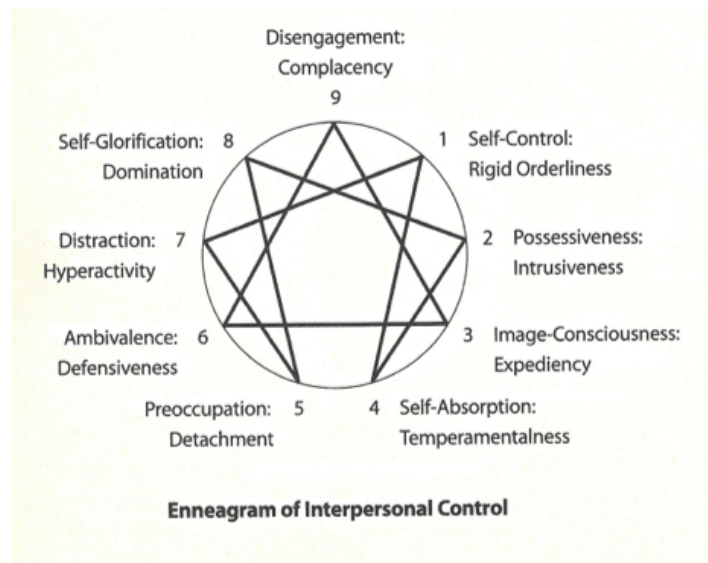 Disengagement:
Complacency
9
Self-Glorification: 8
Domination
1 Self-Control:
Rigid Orderliness
Distraction: 7
Hyperactivity
2 Possessiveness:
Intrusiveness
Ambivalence: 6
Defensiveness
3 Image-Consciousness:
Expediency
Preoccupation: 5
Detachment
4 Self-Absorption:
Temperamentalness
Enneagram of Interpersonal Control